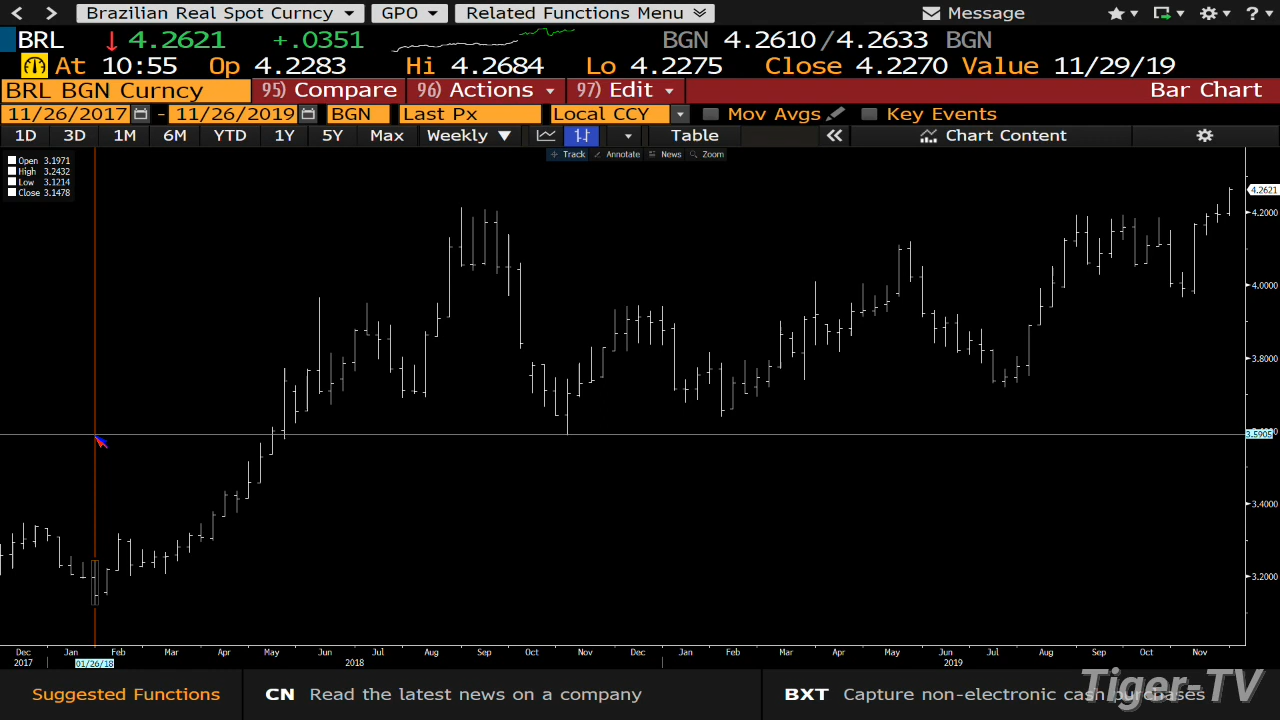 Brazilian Real Spot Curncy GPO Related Functions Menu Message ?
BRL ↓ 4.2621 +.0351 BGN 4.2610/4.2633 BGN
At 10:55 Op 4.2283 Hi 4.2684 Lo 4.2275 Close 4.2270 Value 11/29/19
BRL BGN Curncy 95) Compare 96) Actions 97) Edit Bar Chart
11/26/2017 - 11/26/2019 BGN Last Px Local CCY Mov Avgs Key Events
1D 3D 1M 6M YTD 1Y 5Y Max Weekly ▼ Table « Chart Content
Track Annotate News Zoom
Open 3.1971
High 3.2432
Low 3.1214
Close 3.1478
4.2621
4.2000
4.0000
3.8000
3.5905
3.4000
3.2000
Dec Jan Feb Mar Apr May Jun Jul Aug Sep Oct Nov Dec Jan Feb Mar Apr May Jun Jul Aug Sep Oct Nov
2017 01/26/18 2018 2019
Suggested Functions CN Read the latest news on a company BXT Capture non-electronic cash purchases
Tiger-TV